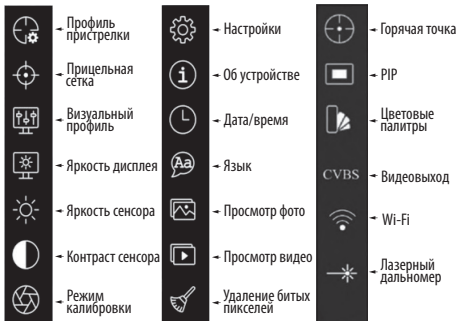 Профиль
пристрелки
Прицельная
сетка
Визуальный
профиль
Яркость дисплея
Яркость сенсора
Контраст сенсора
Режим
калибровки
Настройки
i
Об устройстве
Дата/время
Aa
Язык
Просмотр фото
Просмотр видео
Удаление битых
пикселей
Горячая точка
PIP
Цветовые
палитры
CVBS
Видеовыход
Wi-Fi
Лазерный
дальномер